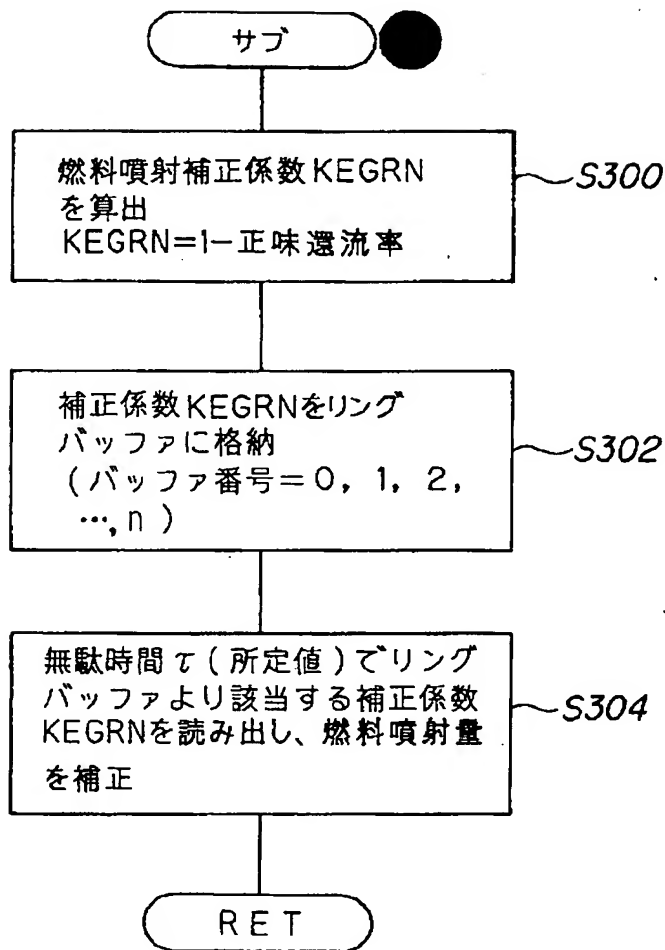 サブ
燃料噴射補正係数KEGRN
を算出
KEGRN=1-正味還流率
S300
補正係数KEGRNをリング
バッファに格納
(バッファ番号=0, 1, 2,
…, n )
S302
無駄時間τ(所定値)でリング
バッファより該当する補正係数
KEGRNを読み出し、燃料噴射量
を補正
S304
RET